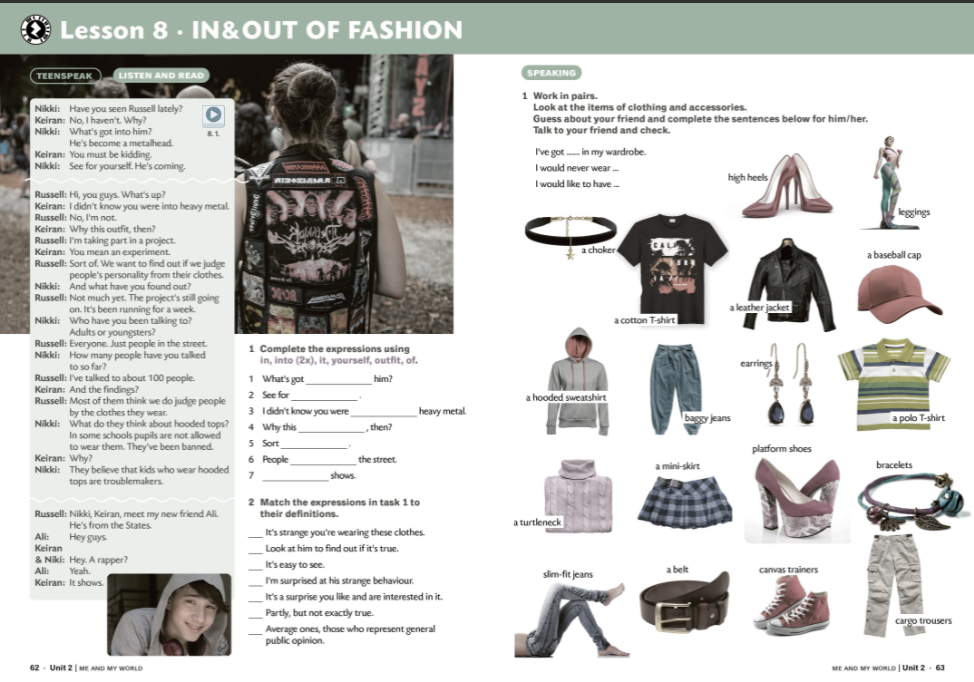 Lesson 8 · IN&OUT OF FASHION
TEENSPEAK
LISTEN AND READ
8.1.
Nikki: Have you seen Russell lately?
Keiran: No, I haven't. Why?
Nikki: What's got into him?
He's become a metalhead.
Keiran: You must be kidding.
Nikki: See for yourself. He's coming.
Russell: Hi, you guys. What's up?
Keiran: I didn't know you were into heavy metal.
Russell: No, I'm not.
Keiran: Why this outfit, then?
Russell: I'm taking part in a project.
Keiran: You mean an experiment.
Russell: Sort of. We want to find out if we judge
people's personality from their clothes.
Nikki: And what have you found out?
Russell: Not much yet. The project's still going
on. It's been running for a week.
Nikki: Who have you been talking to?
Adults or youngsters?
Russell: Everyone. Just people in the street.
Nikki: How many people have you talked
to so far?
Russell: I've talked to about 100 people.
Keiran: And the findings?
Russell: Most of them think we do judge people
by the clothes they wear.
Nikki: What do they think about hooded tops?
In some schools pupils are not allowed
to wear them. They've been banned.
Keiran: Why?
Nikki: They believe that kids who wear hooded
tops are troublemakers.
Russell: Nikki, Keiran, meet my new friend Ali.
He's from the States.
Ali: Hey guys.
Keiran
& Niki: Hey. A rapper?
Ali: Yeah.
Keiran: It shows.
1 Complete the expressions using
in, into (2x), it, yourself, outfit, of.
1 What's got ____ him?
2 See for ____.
3 I didn't know you were ____ heavy metal.
4 Why this ____, then?
5 Sort ____.
6 People ____ the street.
7 ____ shows.
2 Match the expressions in task 1 to
their definitions.
___ It's strange you're wearing these clothes.
___ Look at him to find out if it's true.
___ It's easy to see.
___ I'm surprised at his strange behaviour.
___ It's a surprise you like and are interested in it.
___ Partly, but not exactly true.
___ Average ones, those who represent general
public opinion.
62 · Unit 2 | ME AND MY WORLD
SPEAKING
1 Work in pairs.
Look at the items of clothing and accessories.
Guess about your friend and complete the sentences below for him/her.
Talk to your friend and check.
I've got ...... in my wardrobe.
I would never wear ...
I would like to have ...
high heels
leggings
a choker
CALI
a cotton T-shirt
a leather jacket
a baseball cap
a hooded sweatshirt
baggy jeans
earrings
a polo T-shirt
a turtleneck
a mini-skirt
platform shoes
bracelets
slim-fit jeans
a belt
canvas trainers
cargo trousers
ME AND MY WORLD | Unit 2 · 63